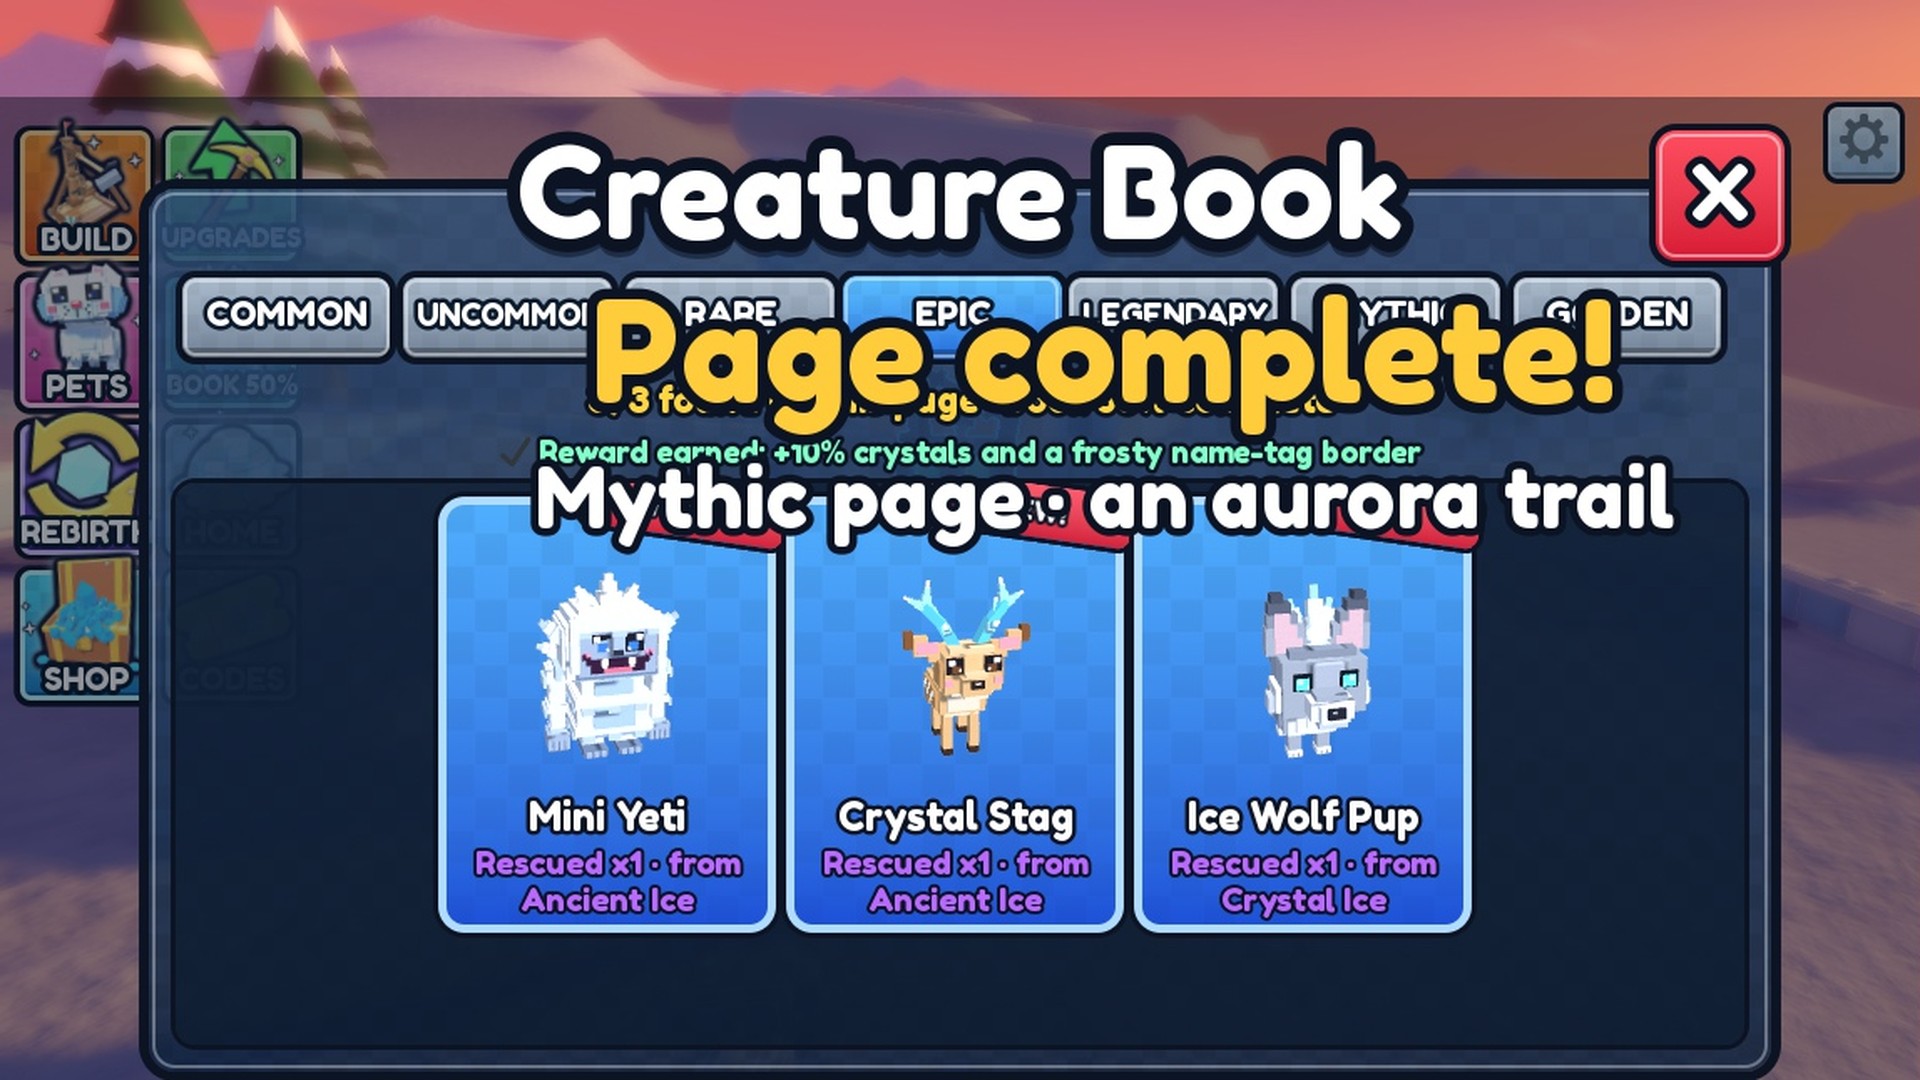 Creature Book
BUILD
UPGRADES
COMMON
RARE
EPIC
LEGENDARY
Page complete!
PETS
BOOK 50%
Reward earned: +10% crystals and a frosty name-tag border
Mythic page · an aurora trail
REBIRTH
HOME
SHOP
CODES
Mini Yeti
Rescued x1 · from
Ancient Ice
Crystal Stag
Rescued x1 · from
Ancient Ice
Ice Wolf Pup
Rescued x1 · from
Crystal Ice